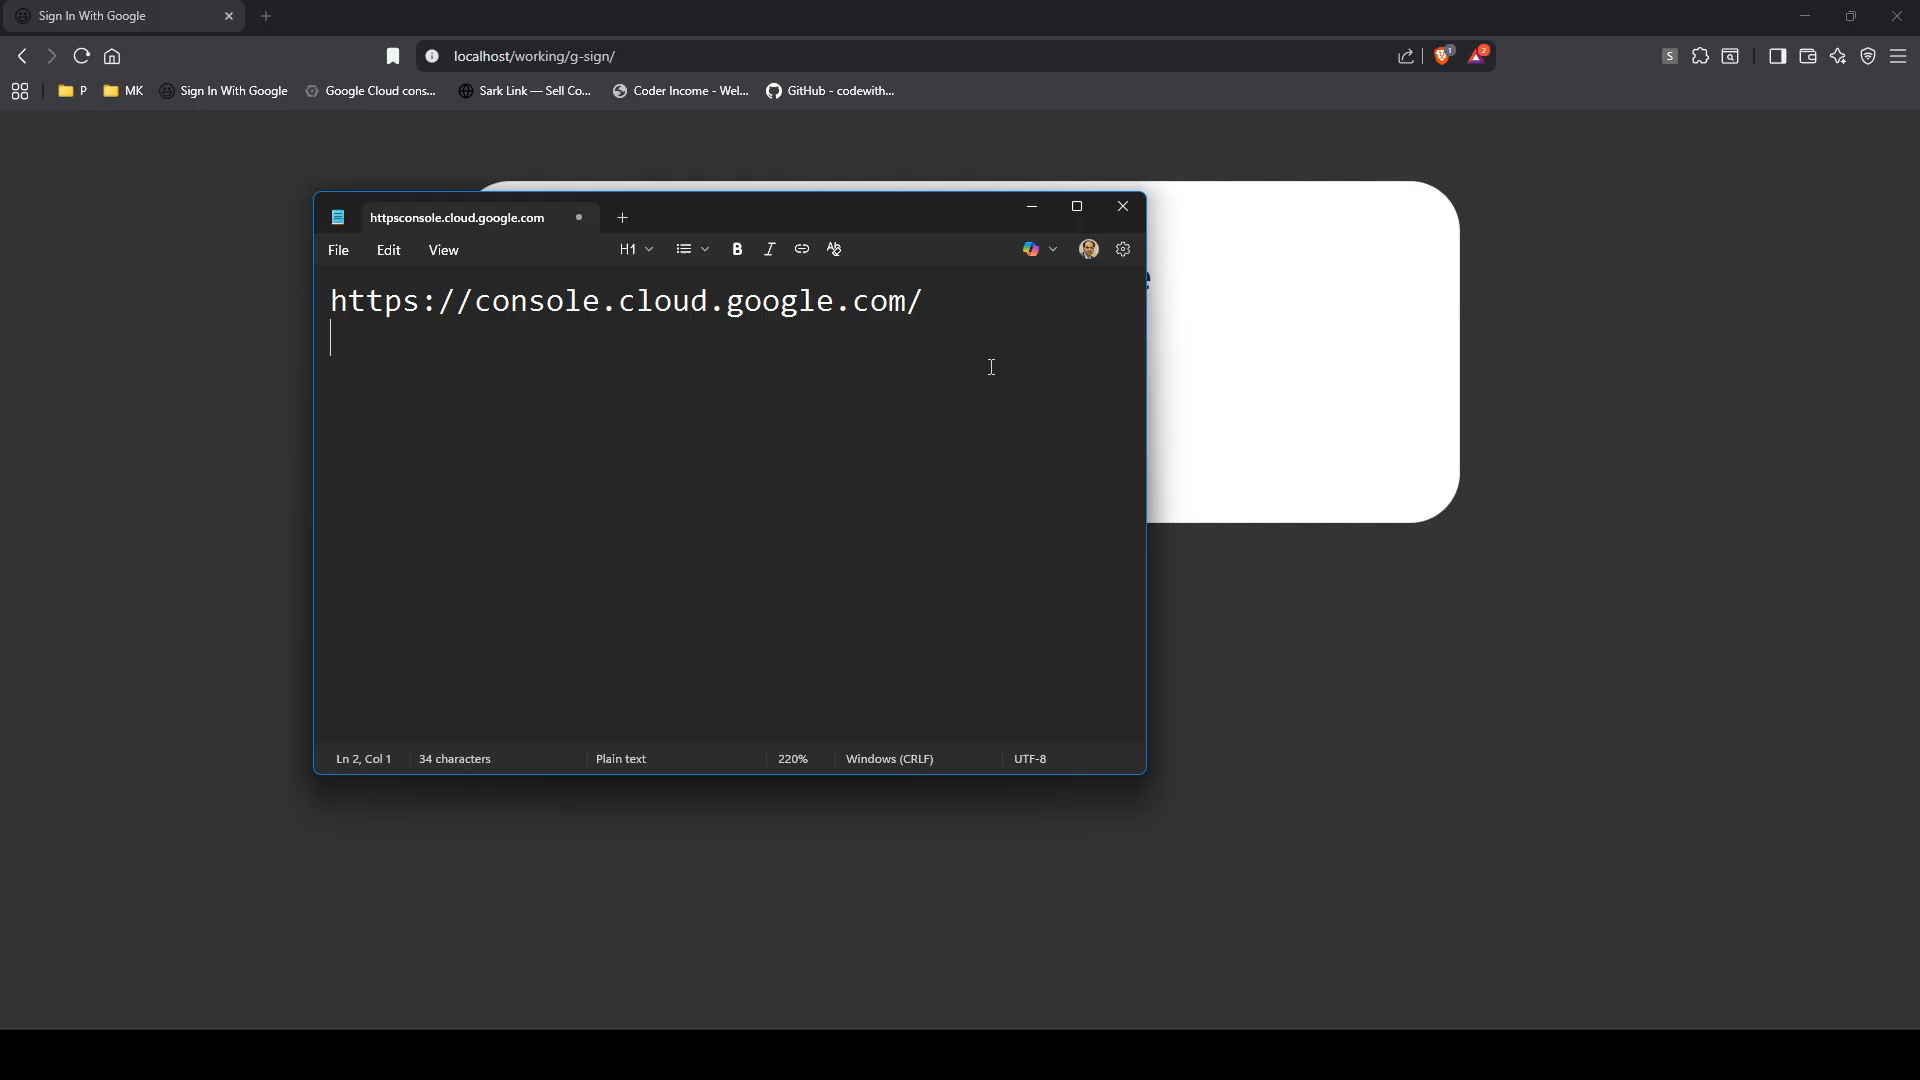 Sign In With Google
localhost/working/g-sign/
S
1
2
P
MK
Sign In With Google
Google Cloud cons...
Sark Link — Sell Co...
Coder Income - Wel...
GitHub - codewith...
httpsconsole.cloud.google.com
File
Edit
View
H1
B
I
https://console.cloud.google.com/
Ln 2, Col 1
34 characters
Plain text
220%
Windows (CRLF)
UTF-8